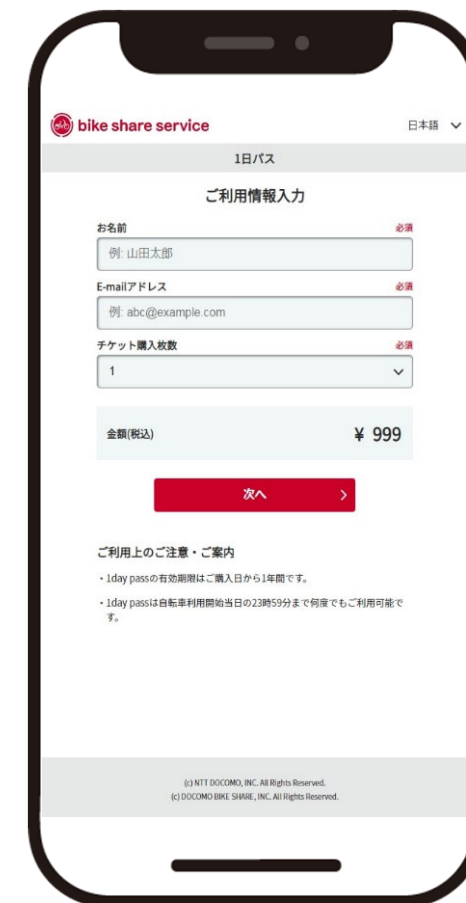 bike share service
日本語
1日パス
ご利用情報入力
お名前 必須
例: 山田太郎
E-mailアドレス 必須
例: abc@example.com
チケット購入枚数 必須
1
金額(税込) ¥ 999
次へ
ご利用上のご注意・ご案内
・1day passの有効期限はご購入日から1年間です。
・1day passは自転車利用開始当日の23時59分まで何度でもご利用可能で
す。
(c) NTT DOCOMO, INC. All Rights Reserved.
(c) DOCOMO BIKE SHARE, INC. All Rights Reserved.